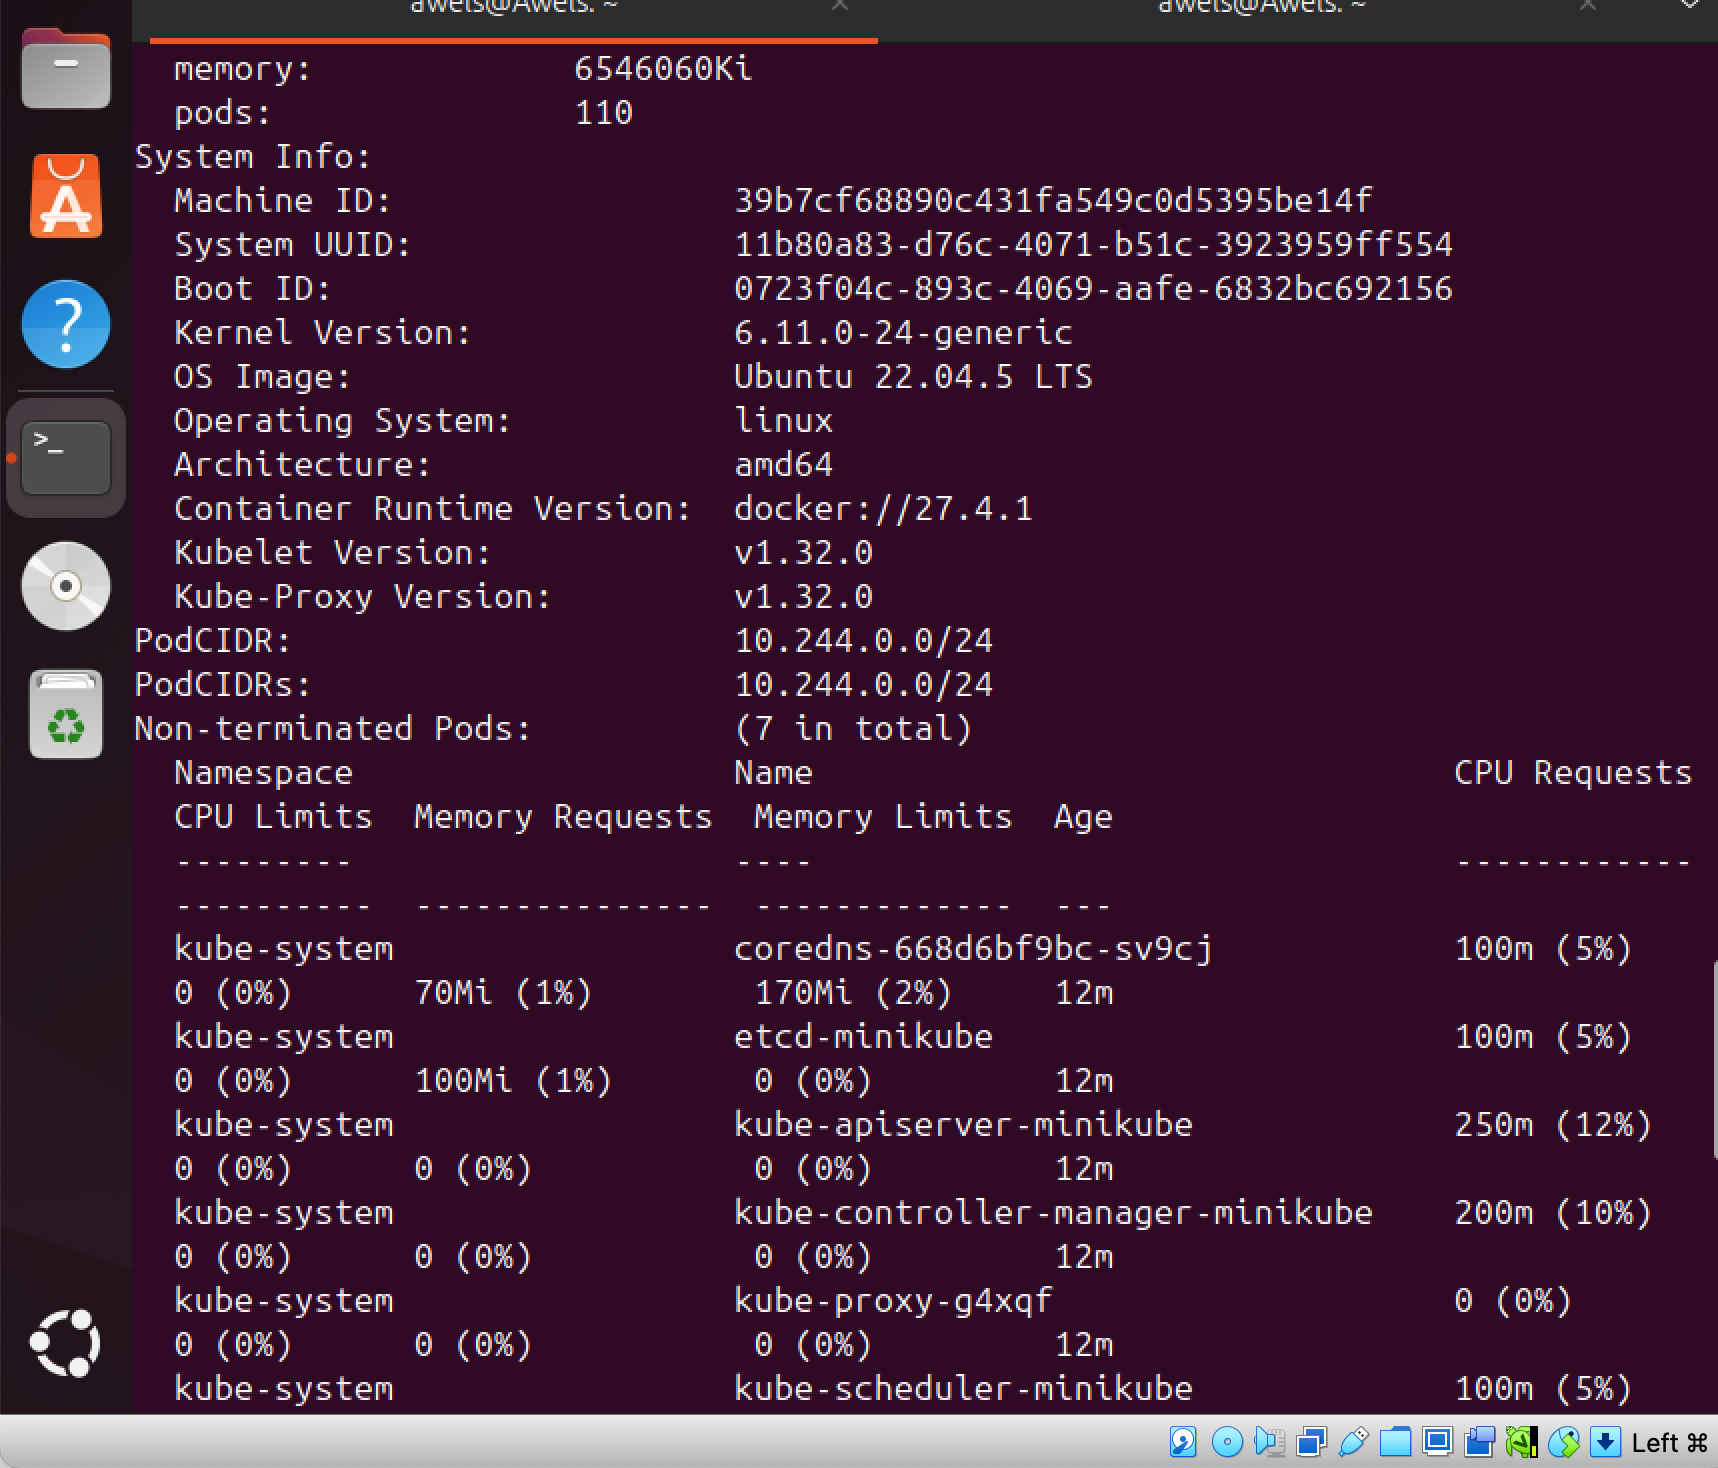 awels@Awels: ~ awels@Awels: ~
memory: 6546060Ki
pods: 110
System Info:
Machine ID: 39b7cf68890c431fa549c0d5395be14f
System UUID: 11b80a83-d76c-4071-b51c-3923959ff554
Boot ID: 0723f04c-893c-4069-aafe-6832bc692156
Kernel Version: 6.11.0-24-generic
OS Image: Ubuntu 22.04.5 LTS
Operating System: linux
Architecture: amd64
Container Runtime Version: docker://27.4.1
Kubelet Version: v1.32.0
Kube-Proxy Version: v1.32.0
PodCIDR: 10.244.0.0/24
PodCIDRs: 10.244.0.0/24
Non-terminated Pods: (7 in total)
Namespace Name CPU Requests
CPU Limits Memory Requests Memory Limits Age
--------- ---- ------------
---------- --------------- ------------- ---
kube-system coredns-668d6bf9bc-sv9cj 100m (5%)
0 (0%) 70Mi (1%) 170Mi (2%) 12m
kube-system etcd-minikube 100m (5%)
0 (0%) 100Mi (1%) 0 (0%) 12m
kube-system kube-apiserver-minikube 250m (12%)
0 (0%) 0 (0%) 0 (0%) 12m
kube-system kube-controller-manager-minikube 200m (10%)
0 (0%) 0 (0%) 0 (0%) 12m
kube-system kube-proxy-g4xqf 0 (0%)
0 (0%) 0 (0%) 0 (0%) 12m
kube-system kube-scheduler-minikube 100m (5%)
Left ⌘